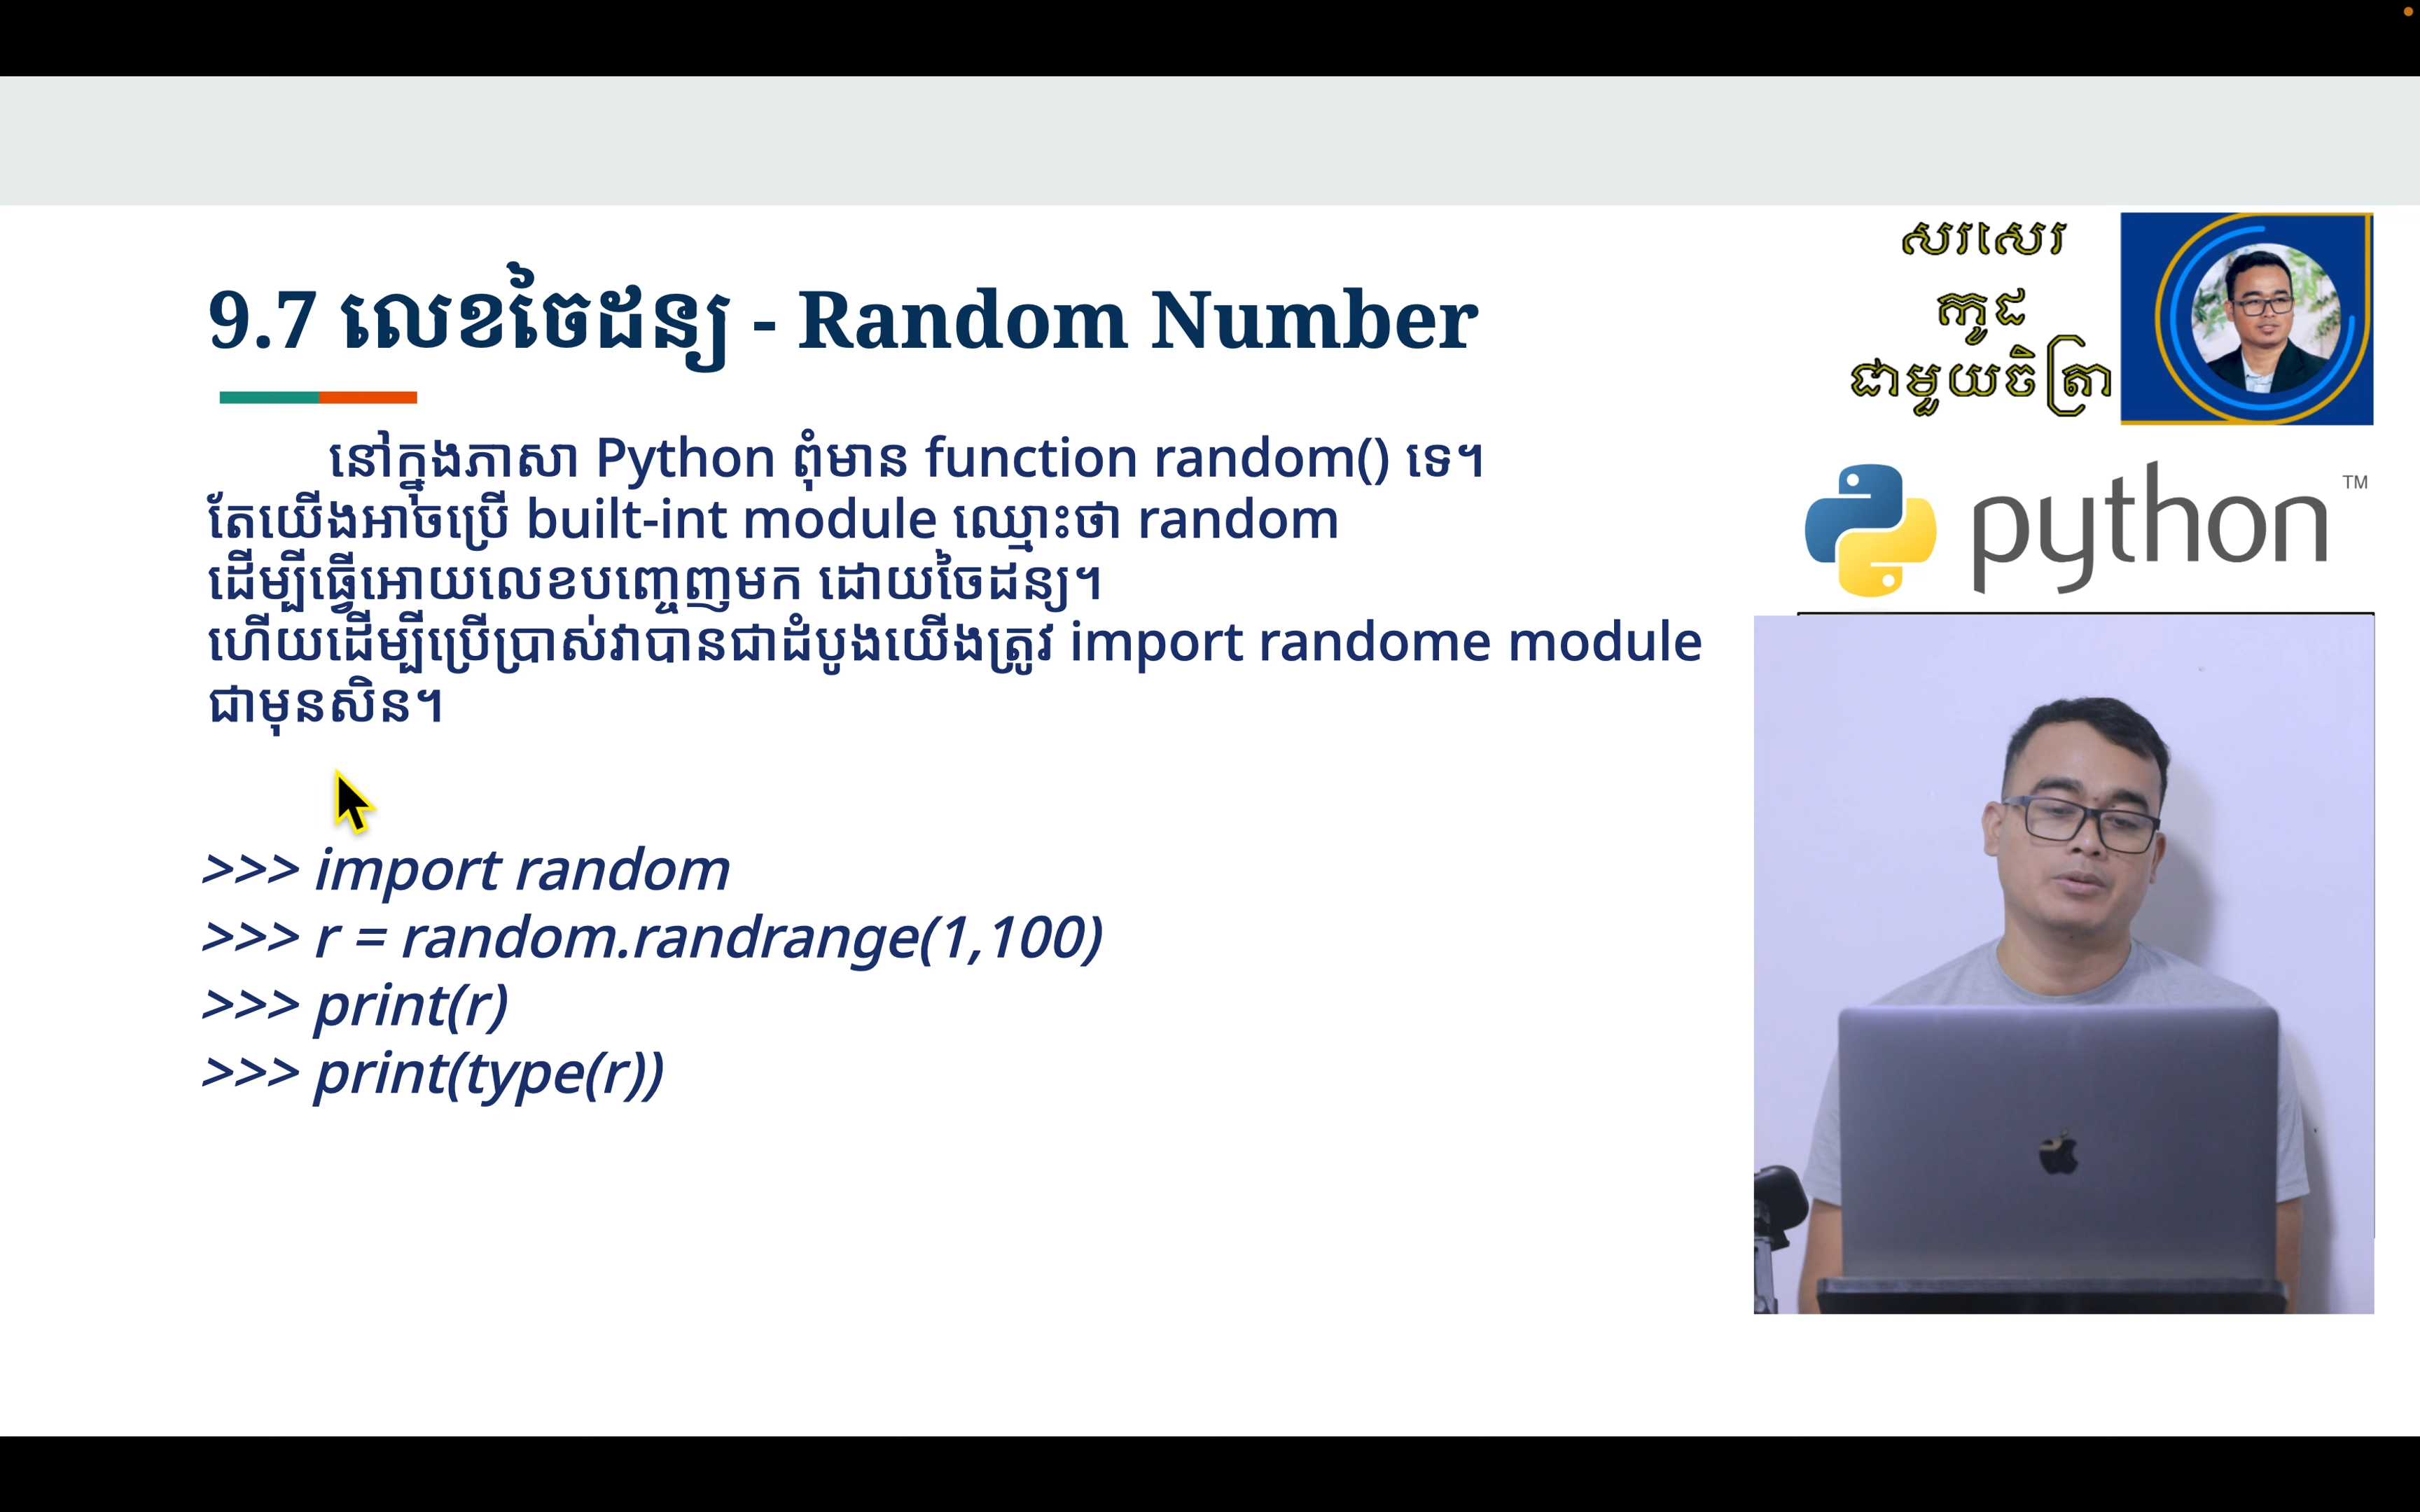 9.7 លេខចៃដន្យ - Random Number
នៅក្នុងភាសា Python ពុំមាន function random() ទេ។
តែយើងអាចប្រើ built-int module ឈ្មោះថា random
ដើម្បីធ្វើអោយលេខបញ្ចេញមក ដោយចៃដន្យ។
ហើយដើម្បីប្រើប្រាស់វាបានជាដំបូងយើងត្រូវ import randome module
ជាមុនសិន។
>>> import random
>>> r = random.randrange(1,100)
>>> print(r)
>>> print(type(r))
សរសេរ
កូដ
ជាមួយចិត្រា
python™